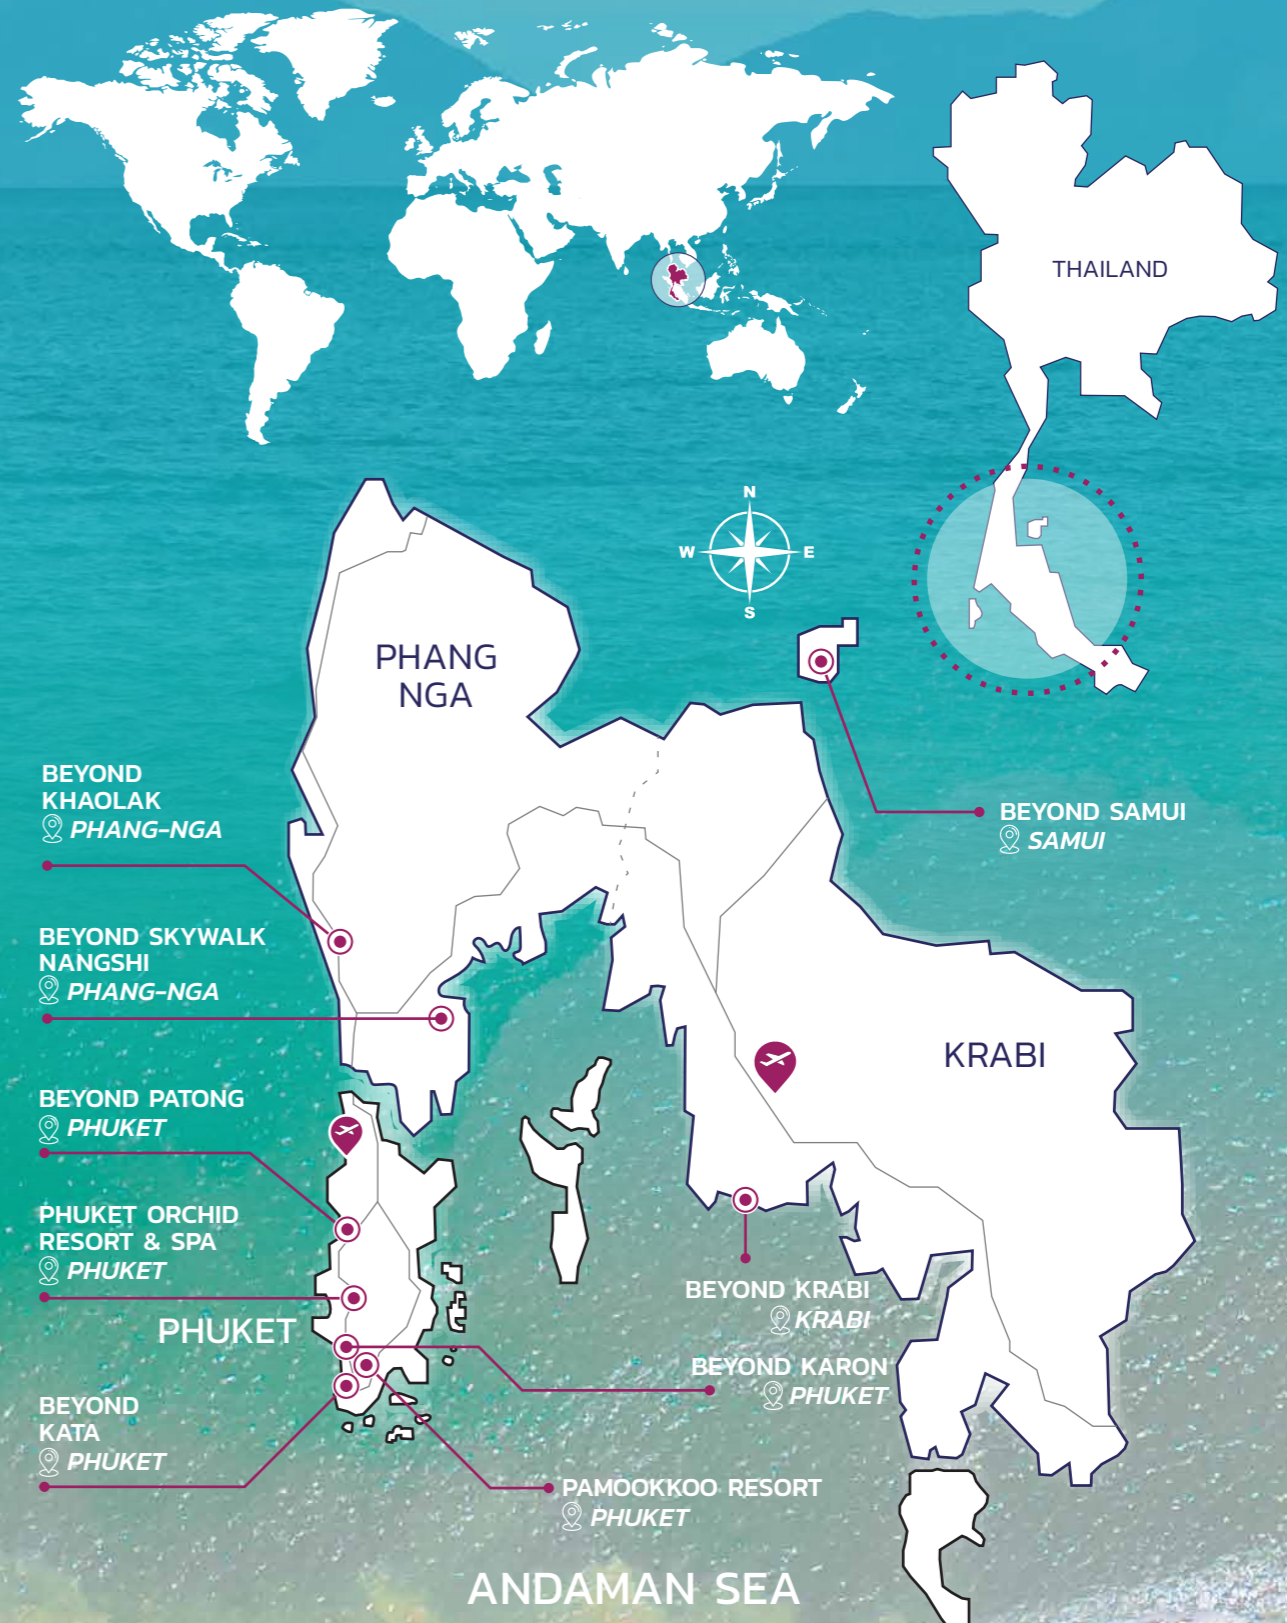 THAILAND
N
W
E
S
PHANG
NGA
BEYOND
KHAOLAK
PHANG-NGA
BEYOND SAMUI
SAMUI
BEYOND SKYWALK
NANGSHI
PHANG-NGA
KRABI
BEYOND PATONG
PHUKET
PHUKET ORCHID
RESORT & SPA
PHUKET
PHUKET
BEYOND KRABI
KRABI
BEYOND KARON
PHUKET
BEYOND
KATA
PHUKET
PAMOOKKOO RESORT
PHUKET
ANDAMAN SEA